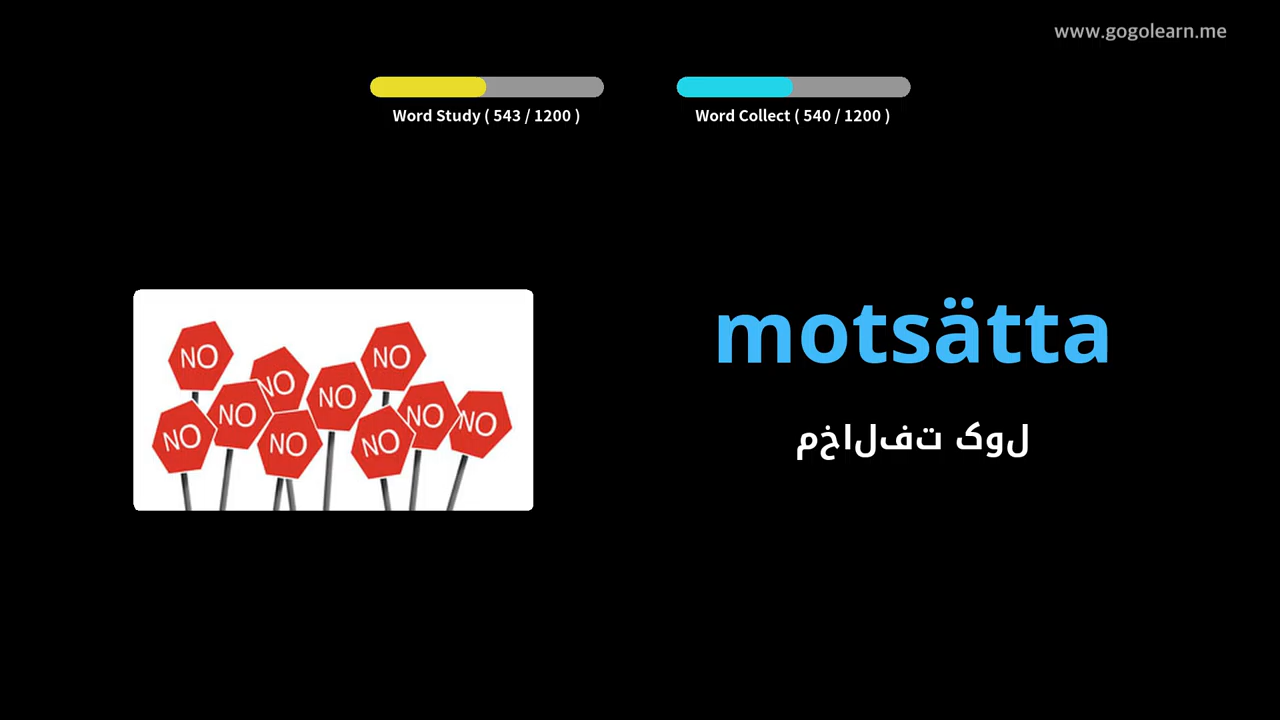 www.gogolearn.me
Word Study ( 543 / 1200 )
Word Collect ( 540 / 1200 )
NO
NO
NO
NO
NO
NO
NO
NO
NO
NO
motsätta
مخالفت کول